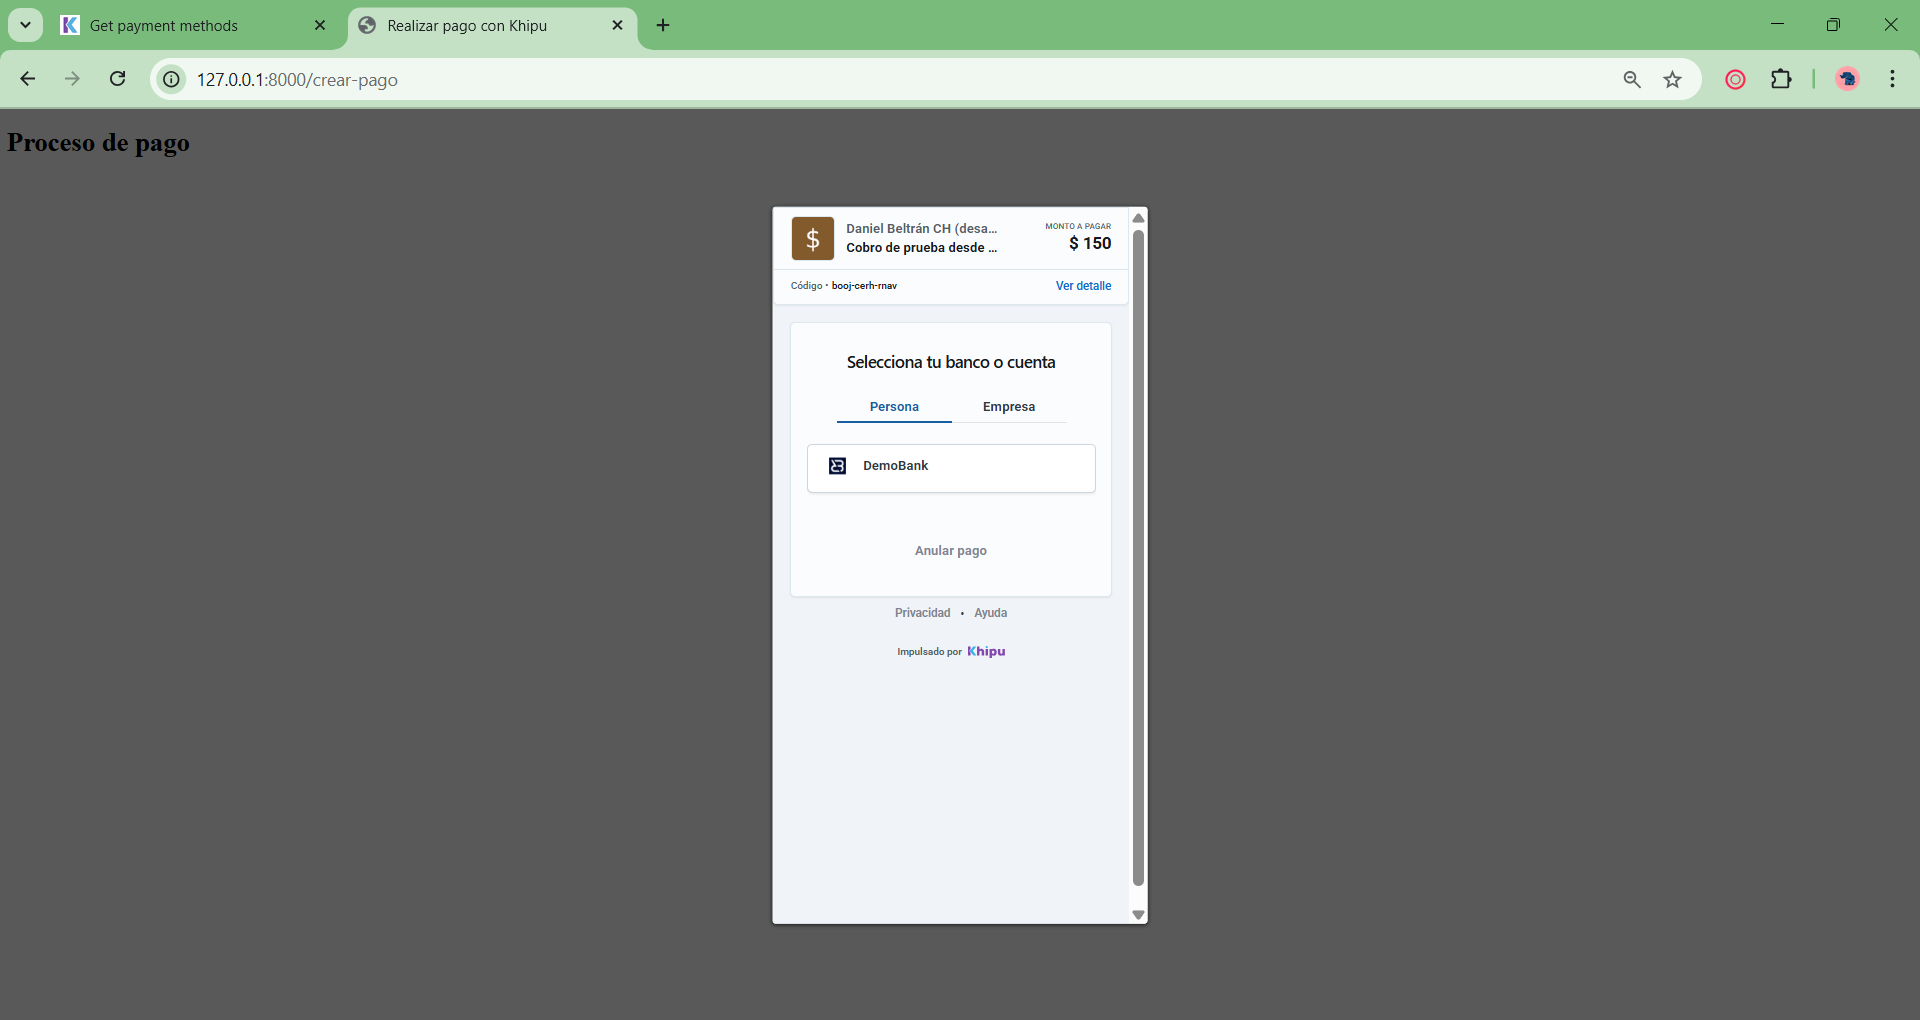 Get payment methods
Realizar pago con Khipu
127.0.0.1:8000/crear-pago
Proceso de pago
$
Daniel Beltrán CH (desa...
Cobro de prueba desde ...
MONTO A PAGAR
$ 150
Código · booj-cerh-rnav
Ver detalle
Selecciona tu banco o cuenta
Persona
Empresa
DemoBank
Anular pago
Privacidad · Ayuda
Impulsado por Khipu